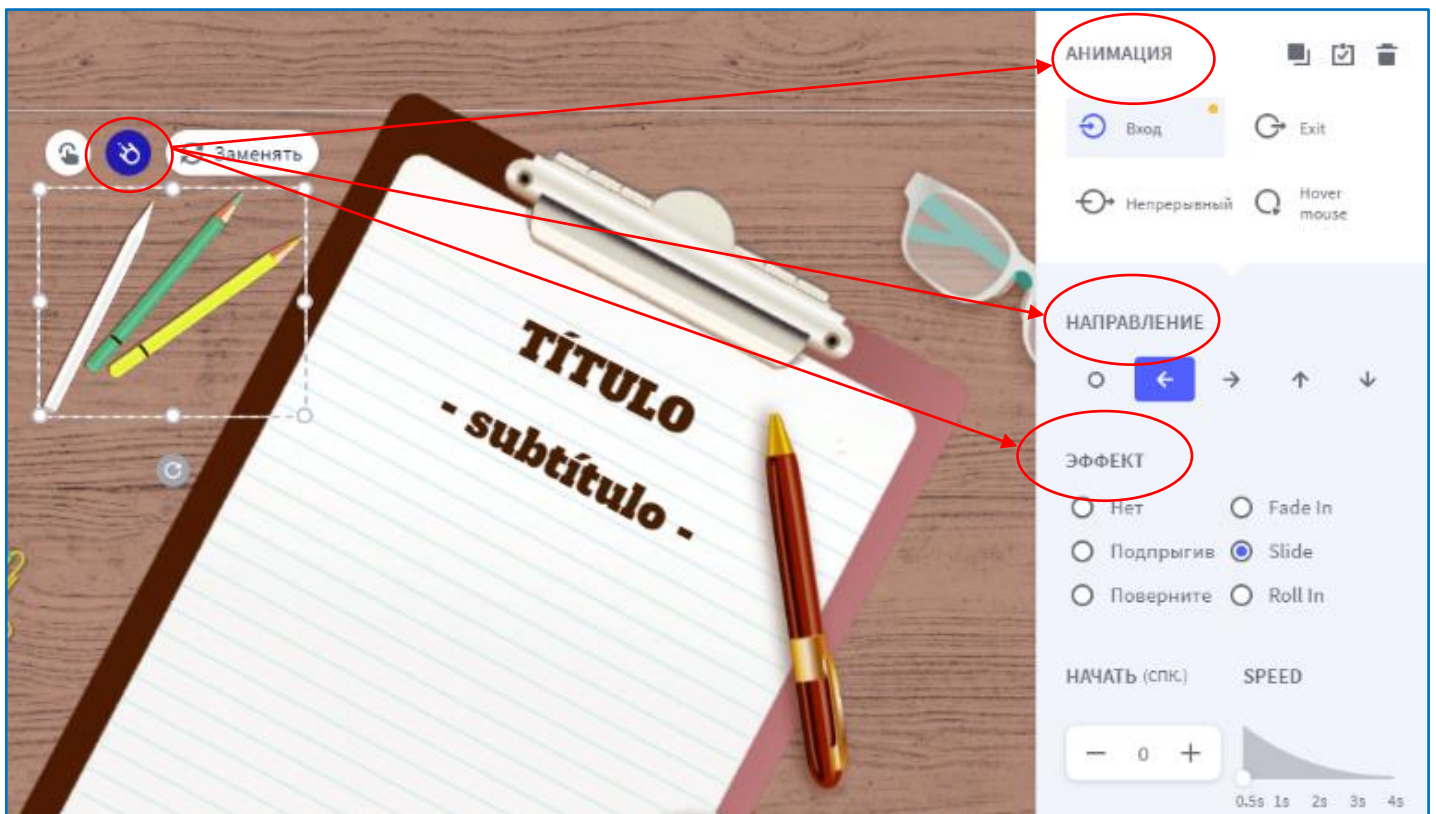 Заменять
TÍTULO
- subtítulo -
АНИМАЦИЯ
Вход
Exit
Непрерывный
Hover
mouse
НАПРАВЛЕНИЕ
ЭФФЕКТ
Нет
Fade In
Подпрыгив
Slide
Поверните
Roll In
НАЧАТЬ (СПК.)
SPEED
0
0.5s 1s 2s 3s 4s